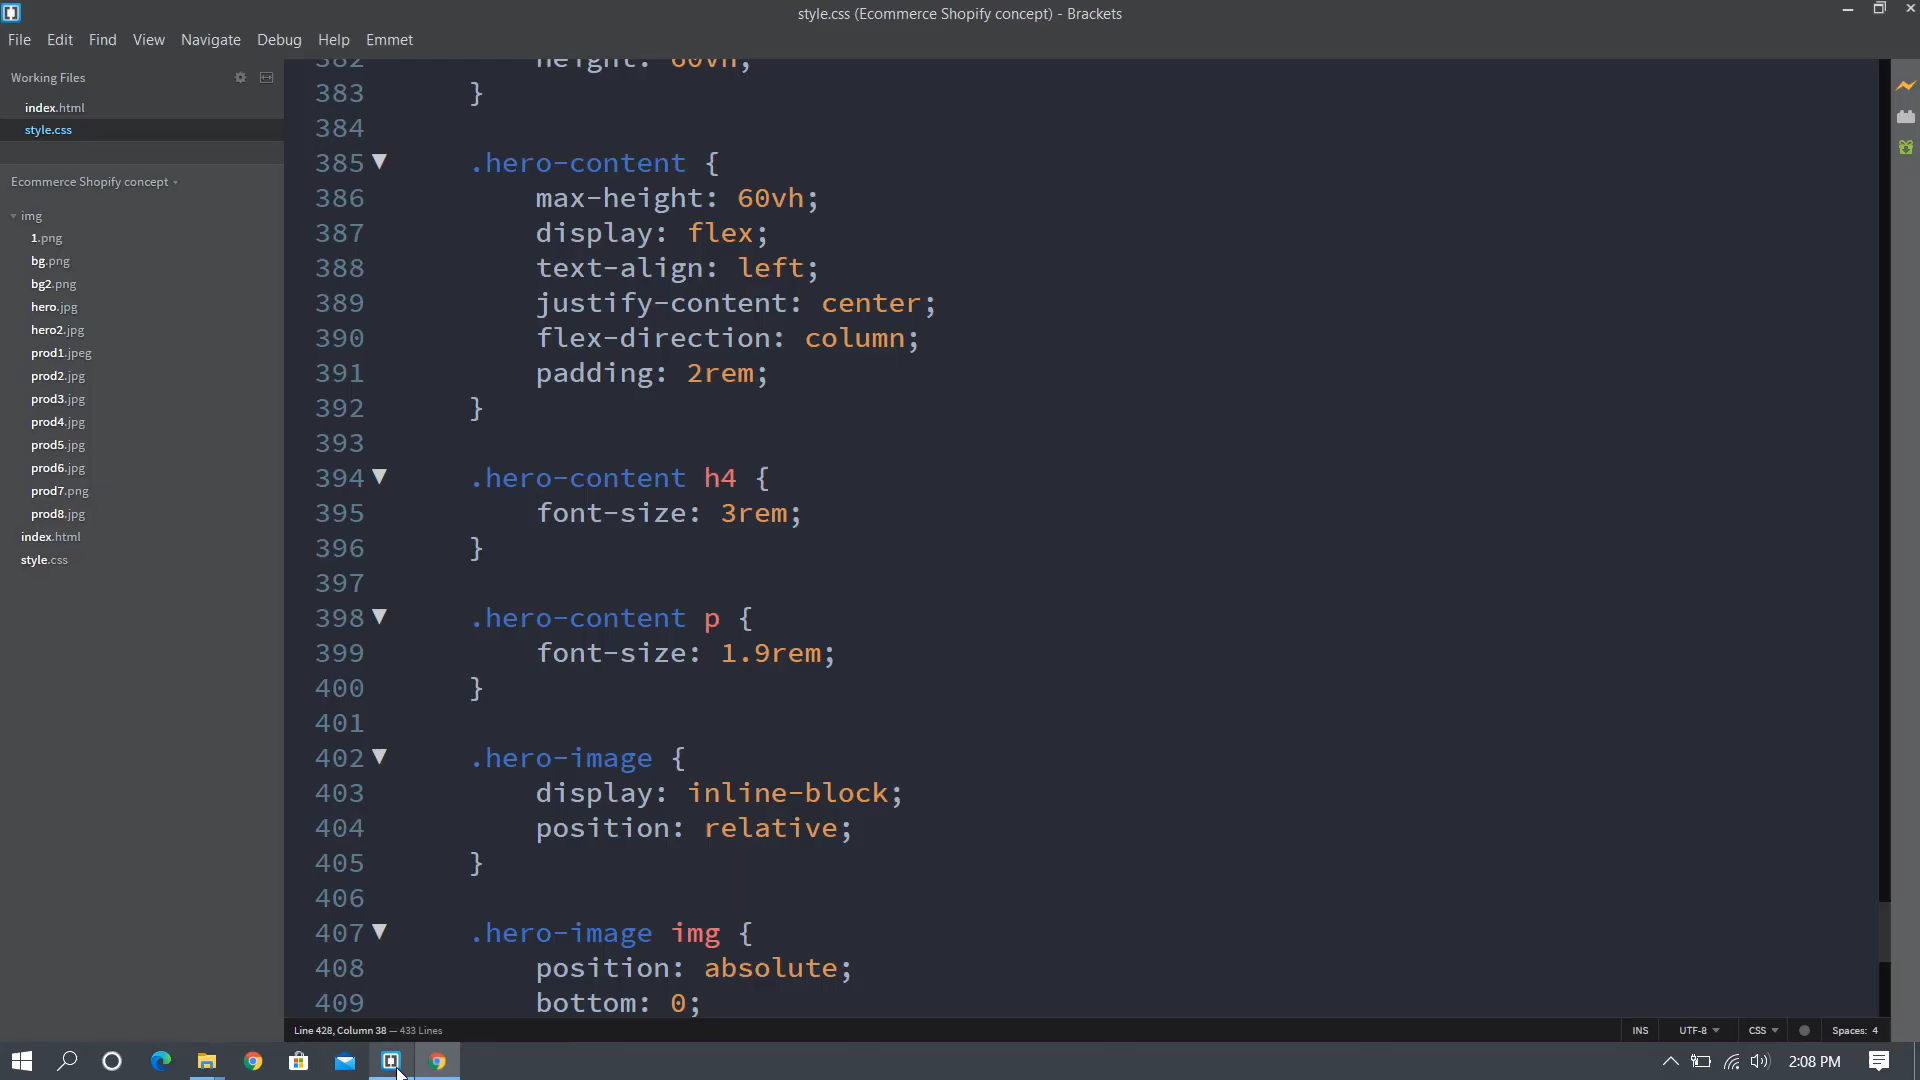 style.css (Ecommerce Shopify concept) - Brackets
File Edit Find View Navigate Debug Help Emmet
Working Files
index.html
style.css
Ecommerce Shopify concept
img
1.png
bg.png
bg2.png
hero.jpg
hero2.jpg
prod1.jpeg
prod2.jpg
prod3.jpg
prod4.jpg
prod5.jpg
prod6.jpg
prod7.png
prod8.jpg
index.html
style.css
382 height: 60vh;
383 }
384
385 .hero-content {
386 max-height: 60vh;
387 display: flex;
388 text-align: left;
389 justify-content: center;
390 flex-direction: column;
391 padding: 2rem;
392 }
393
394 .hero-content h4 {
395 font-size: 3rem;
396 }
397
398 .hero-content p {
399 font-size: 1.9rem;
400 }
401
402 .hero-image {
403 display: inline-block;
404 position: relative;
405 }
406
407 .hero-image img {
408 position: absolute;
409 bottom: 0;
Line 428, Column 38 — 433 Lines
INS UTF-8 CSS Spaces: 4
2:08 PM